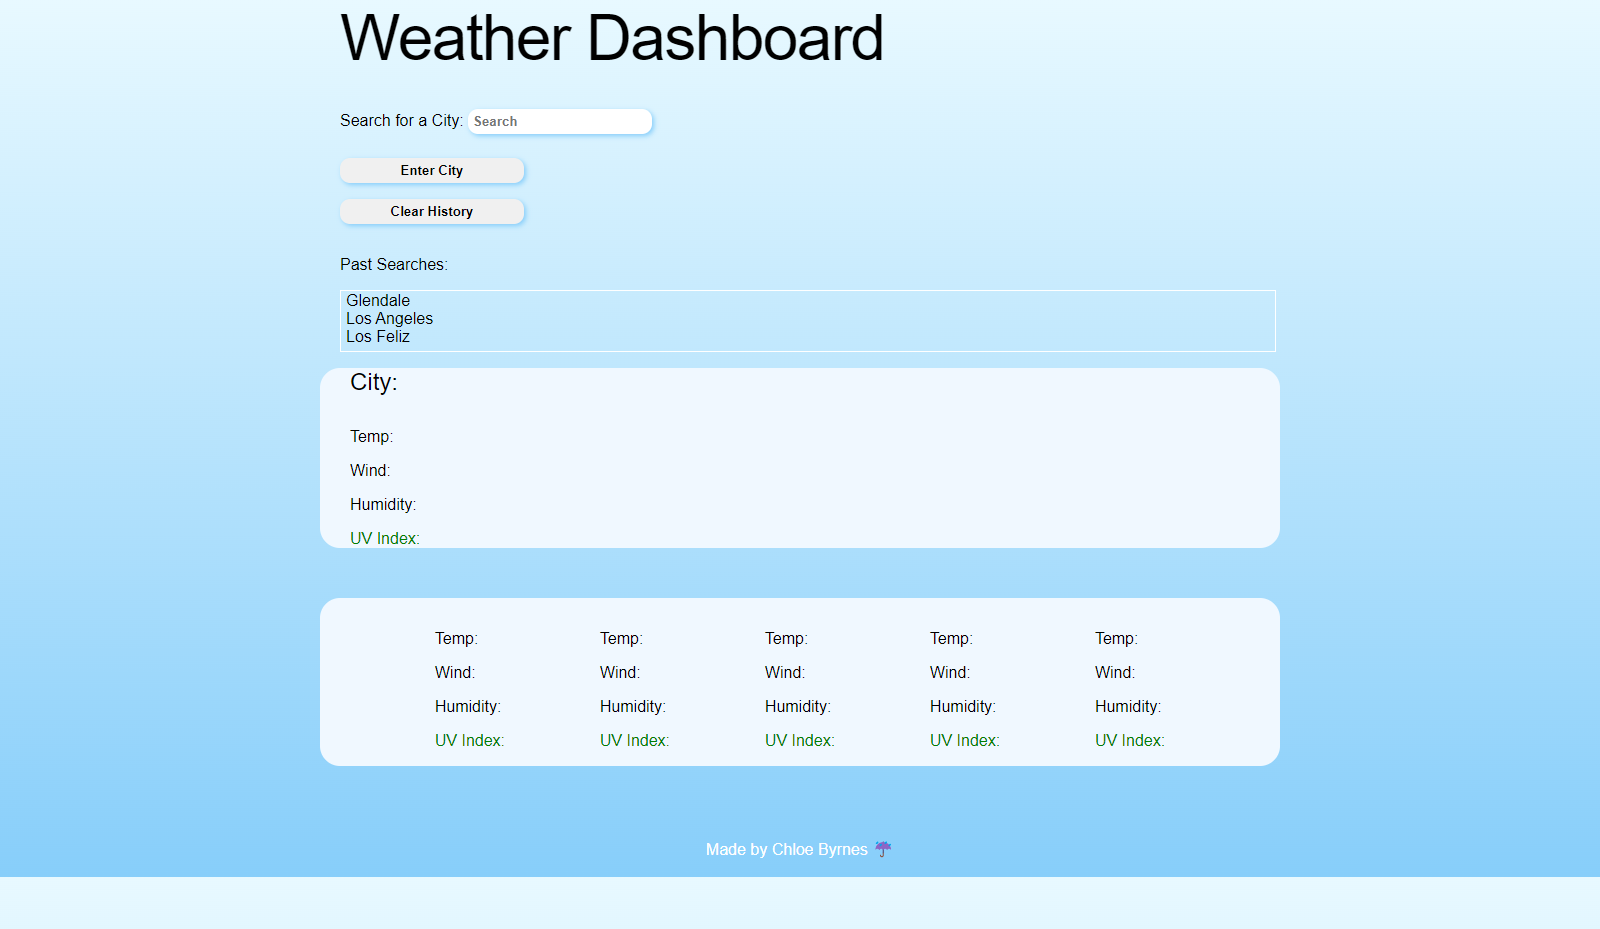 Weather Dashboard
Search for a City: Search
Enter City
Clear History
Past Searches:
Glendale
Los Angeles
Los Feliz
City:
Temp:
Wind:
Humidity:
UV Index:
Temp: Temp: Temp: Temp: Temp:
Wind: Wind: Wind: Wind: Wind:
Humidity: Humidity: Humidity: Humidity: Humidity:
UV Index: UV Index: UV Index: UV Index: UV Index:
Made by Chloe Byrnes ☂